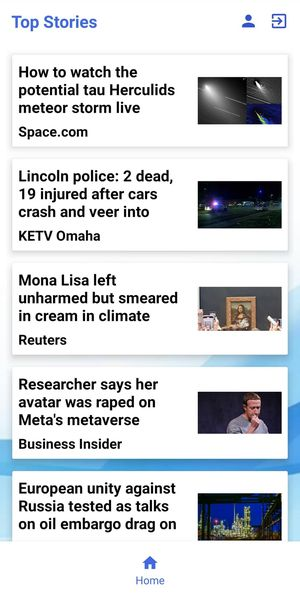 Top Stories
How to watch the
potential tau Herculids
meteor storm live
Space.com
Lincoln police: 2 dead,
19 injured after cars
crash and veer into
KETV Omaha
Mona Lisa left
unharmed but smeared
in cream in climate
Reuters
Researcher says her
avatar was raped on
Meta's metaverse
Business Insider
European unity against
Russia tested as talks
on oil embargo drag on
Home